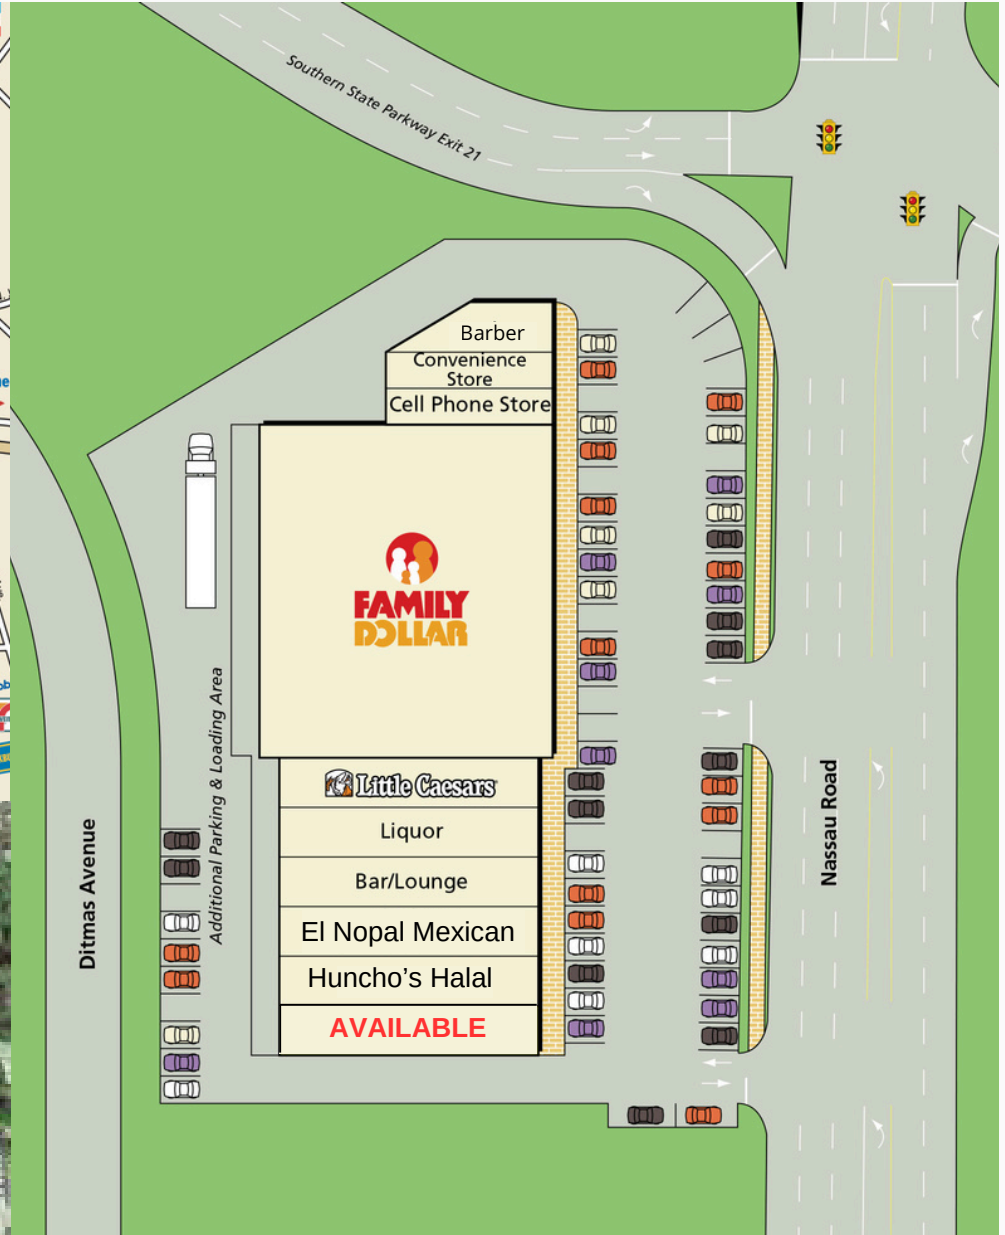 Southern State Parkway Exit 21
Barber
Convenience
Store
Cell Phone Store
FAMILY
DOLLAR
Additional Parking & Loading Area
Little Caesars
Liquor
Bar/Lounge
El Nopal Mexican
Huncho’s Halal
AVAILABLE
Ditmas Avenue
Nassau Road